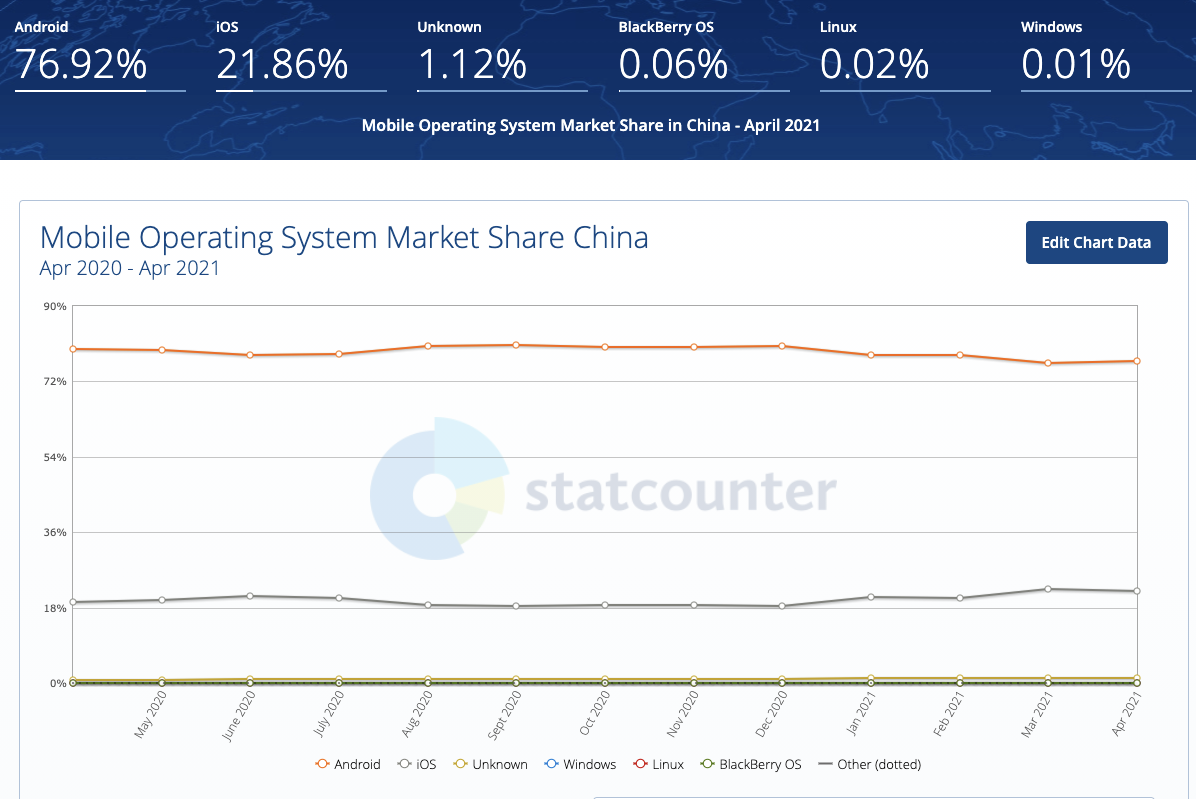 Android iOS Unknown BlackBerry OS Linux Windows
76.92% 21.86% 1.12% 0.06% 0.02% 0.01%
Mobile Operating System Market Share in China - April 2021
Mobile Operating System Market Share China
Edit Chart Data
Apr 2020 - Apr 2021
90%
72%
54%
statcounter
36%
18%
0%
May 2020 June 2020 July 2020 Aug 2020 Sept 2020 Oct 2020 Nov 2020 Dec 2020 Jan 2021 Feb 2021 Mar 2021 Apr 2021
Android iOS Unknown Windows Linux BlackBerry OS Other (dotted)